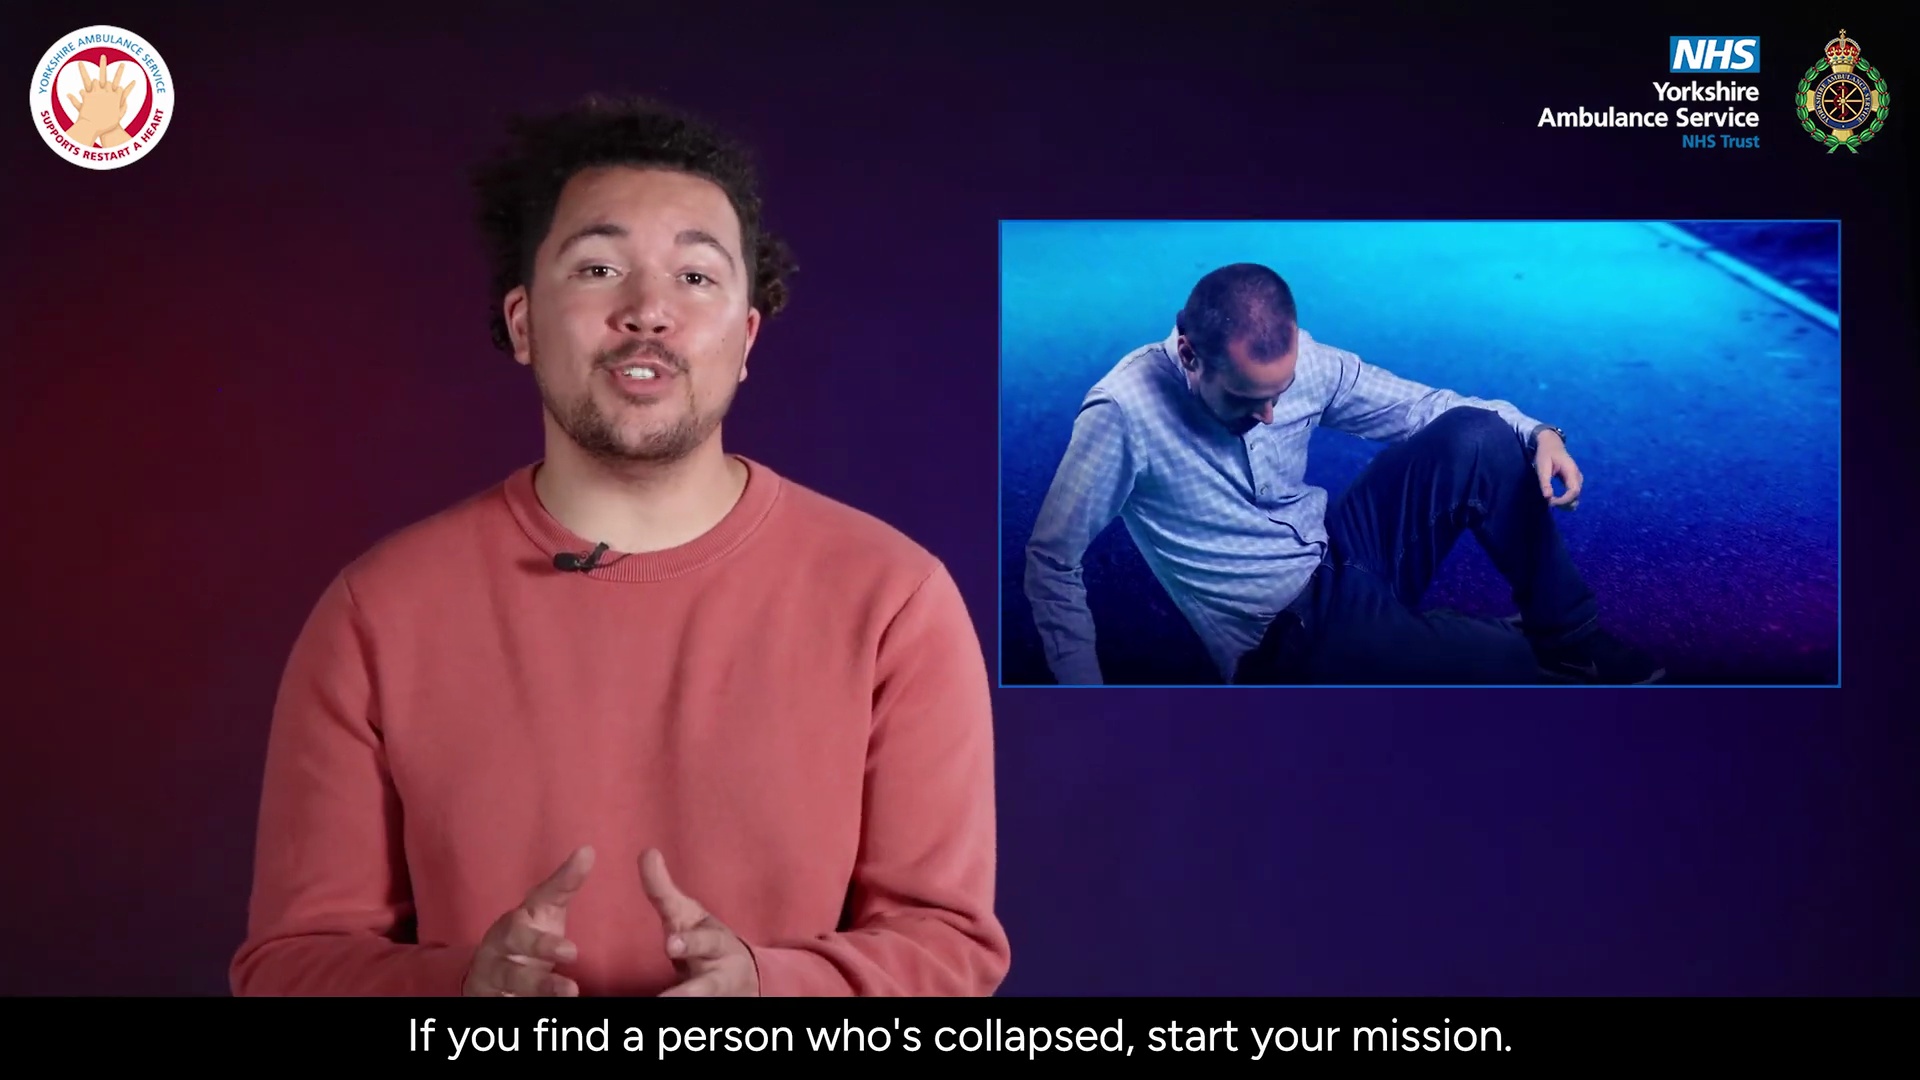 YORKSHIRE AMBULANCE SERVICE
SUPPORTS RESTART A HEART
NHS
Yorkshire
Ambulance Service
NHS Trust
If you find a person who's collapsed, start your mission.